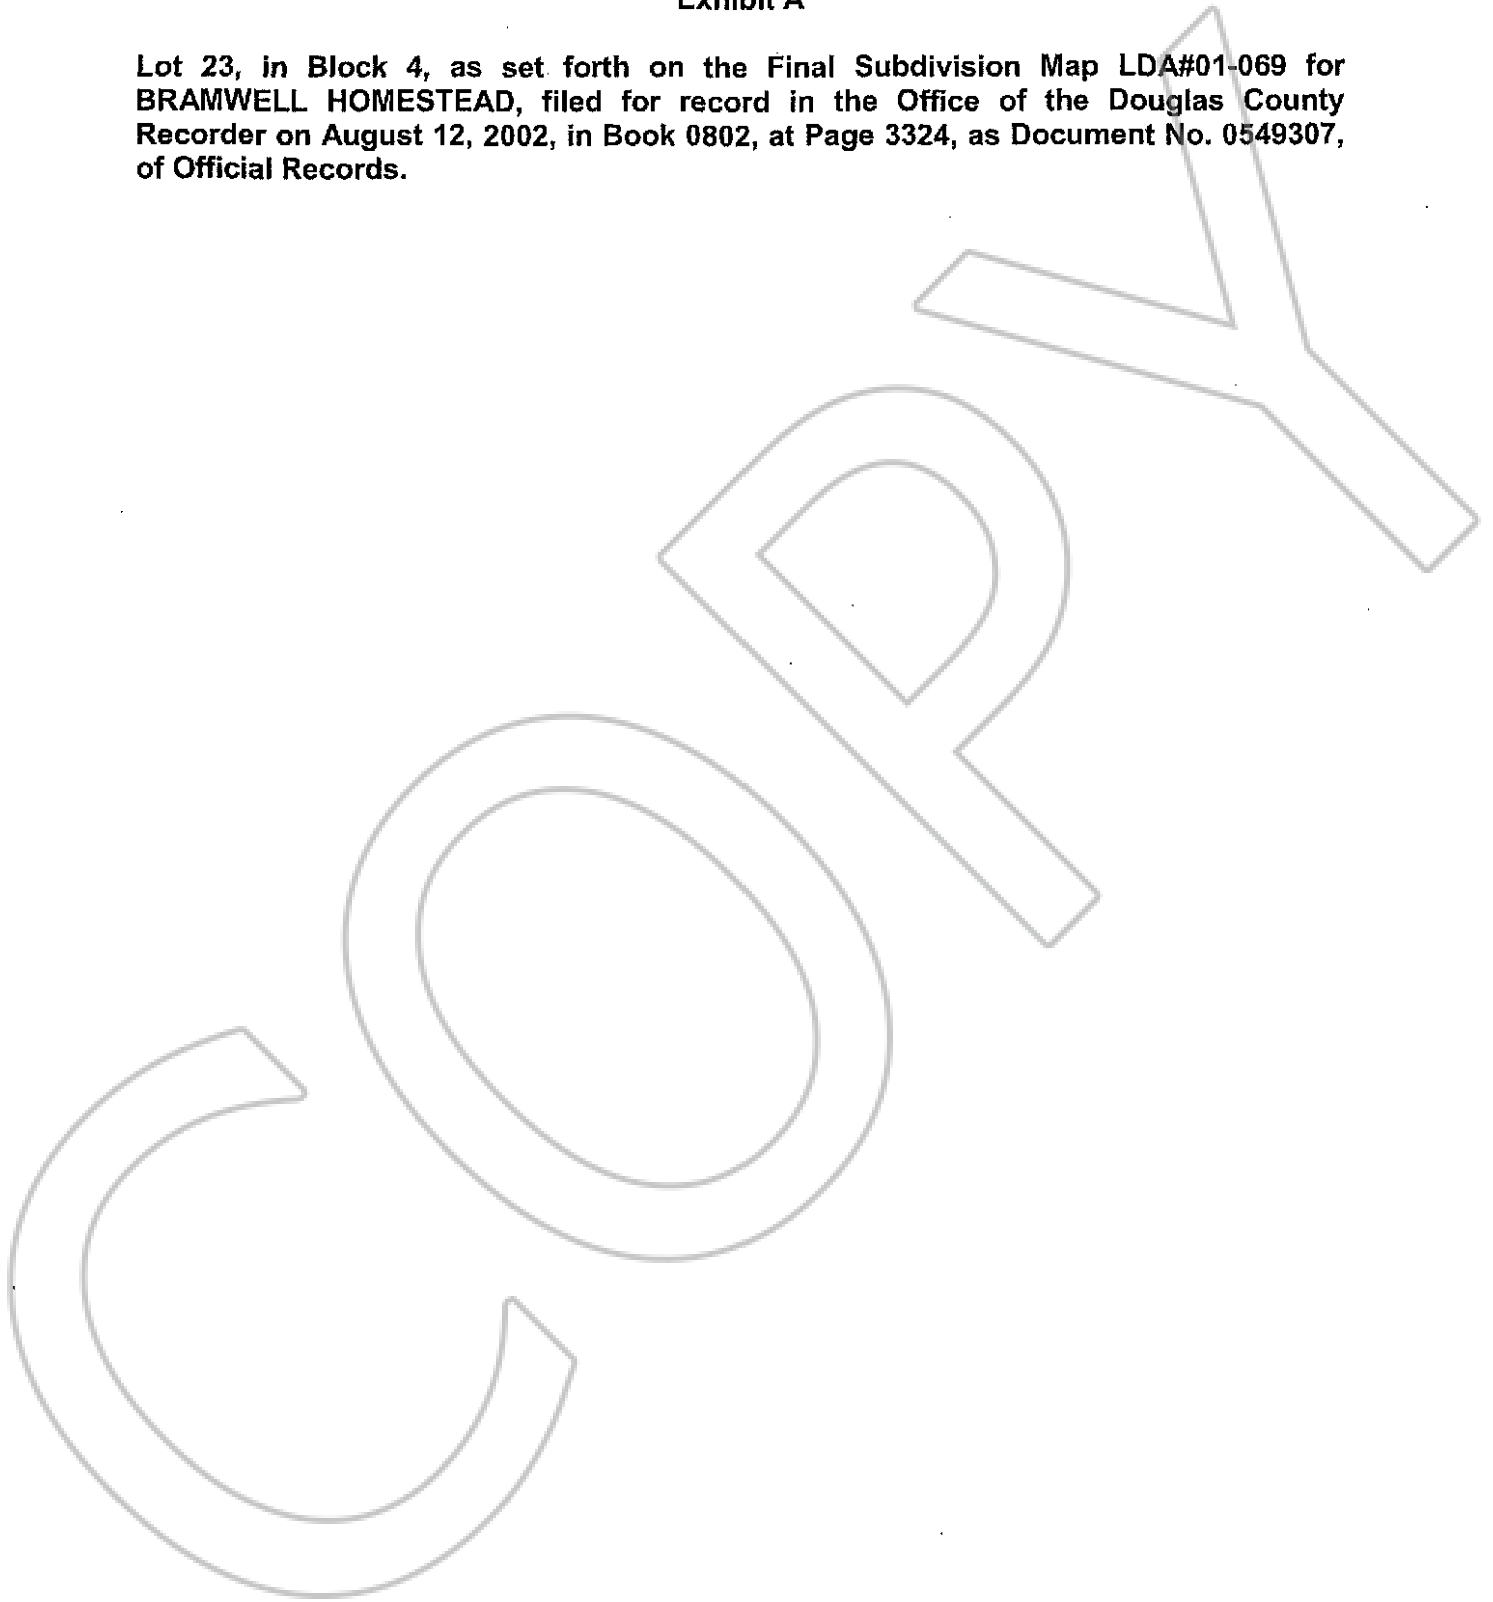 Exhibit A
Lot 23, in Block 4, as set forth on the Final Subdivision Map LDA#01-069 for
BRAMWELL HOMESTEAD, filed for record in the Office of the Douglas County
Recorder on August 12, 2002, in Book 0802, at Page 3324, as Document No. 0549307,
of Official Records.
COPY